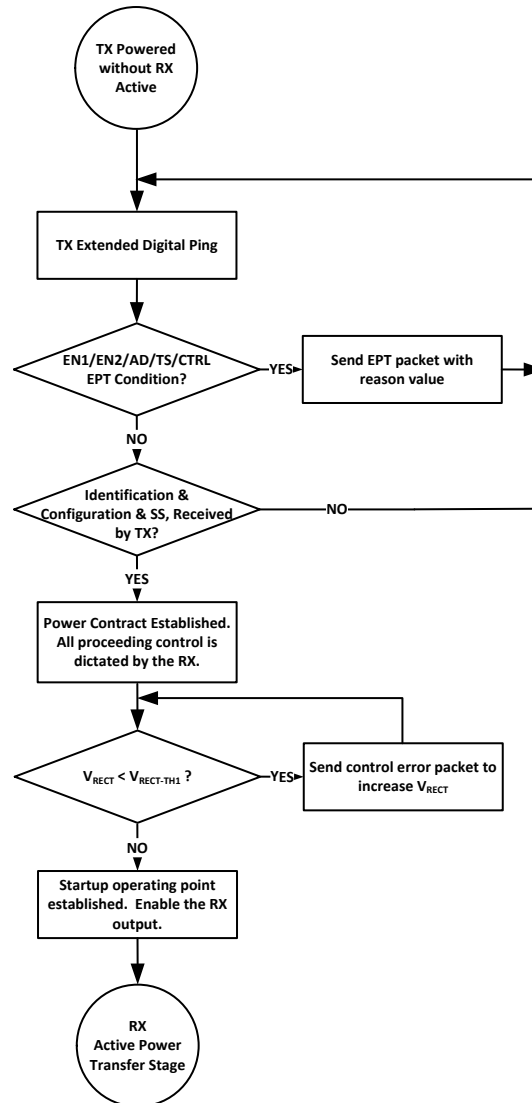 TX Powered
without RX
Active
TX Extended Digital Ping
EN1/EN2/AD/TS/CTRL
EPT Condition?
YES
Send EPT packet with
reason value
NO
Identification &
Configuration & SS, Received
by TX?
NO
YES
Power Contract Established.
All proceeding control is
dictated by the RX.
VRECT < VRECT-TH1 ?
YES
Send control error packet to
increase VRECT
NO
Startup operating point
established. Enable the RX
output.
RX
Active Power
Transfer Stage